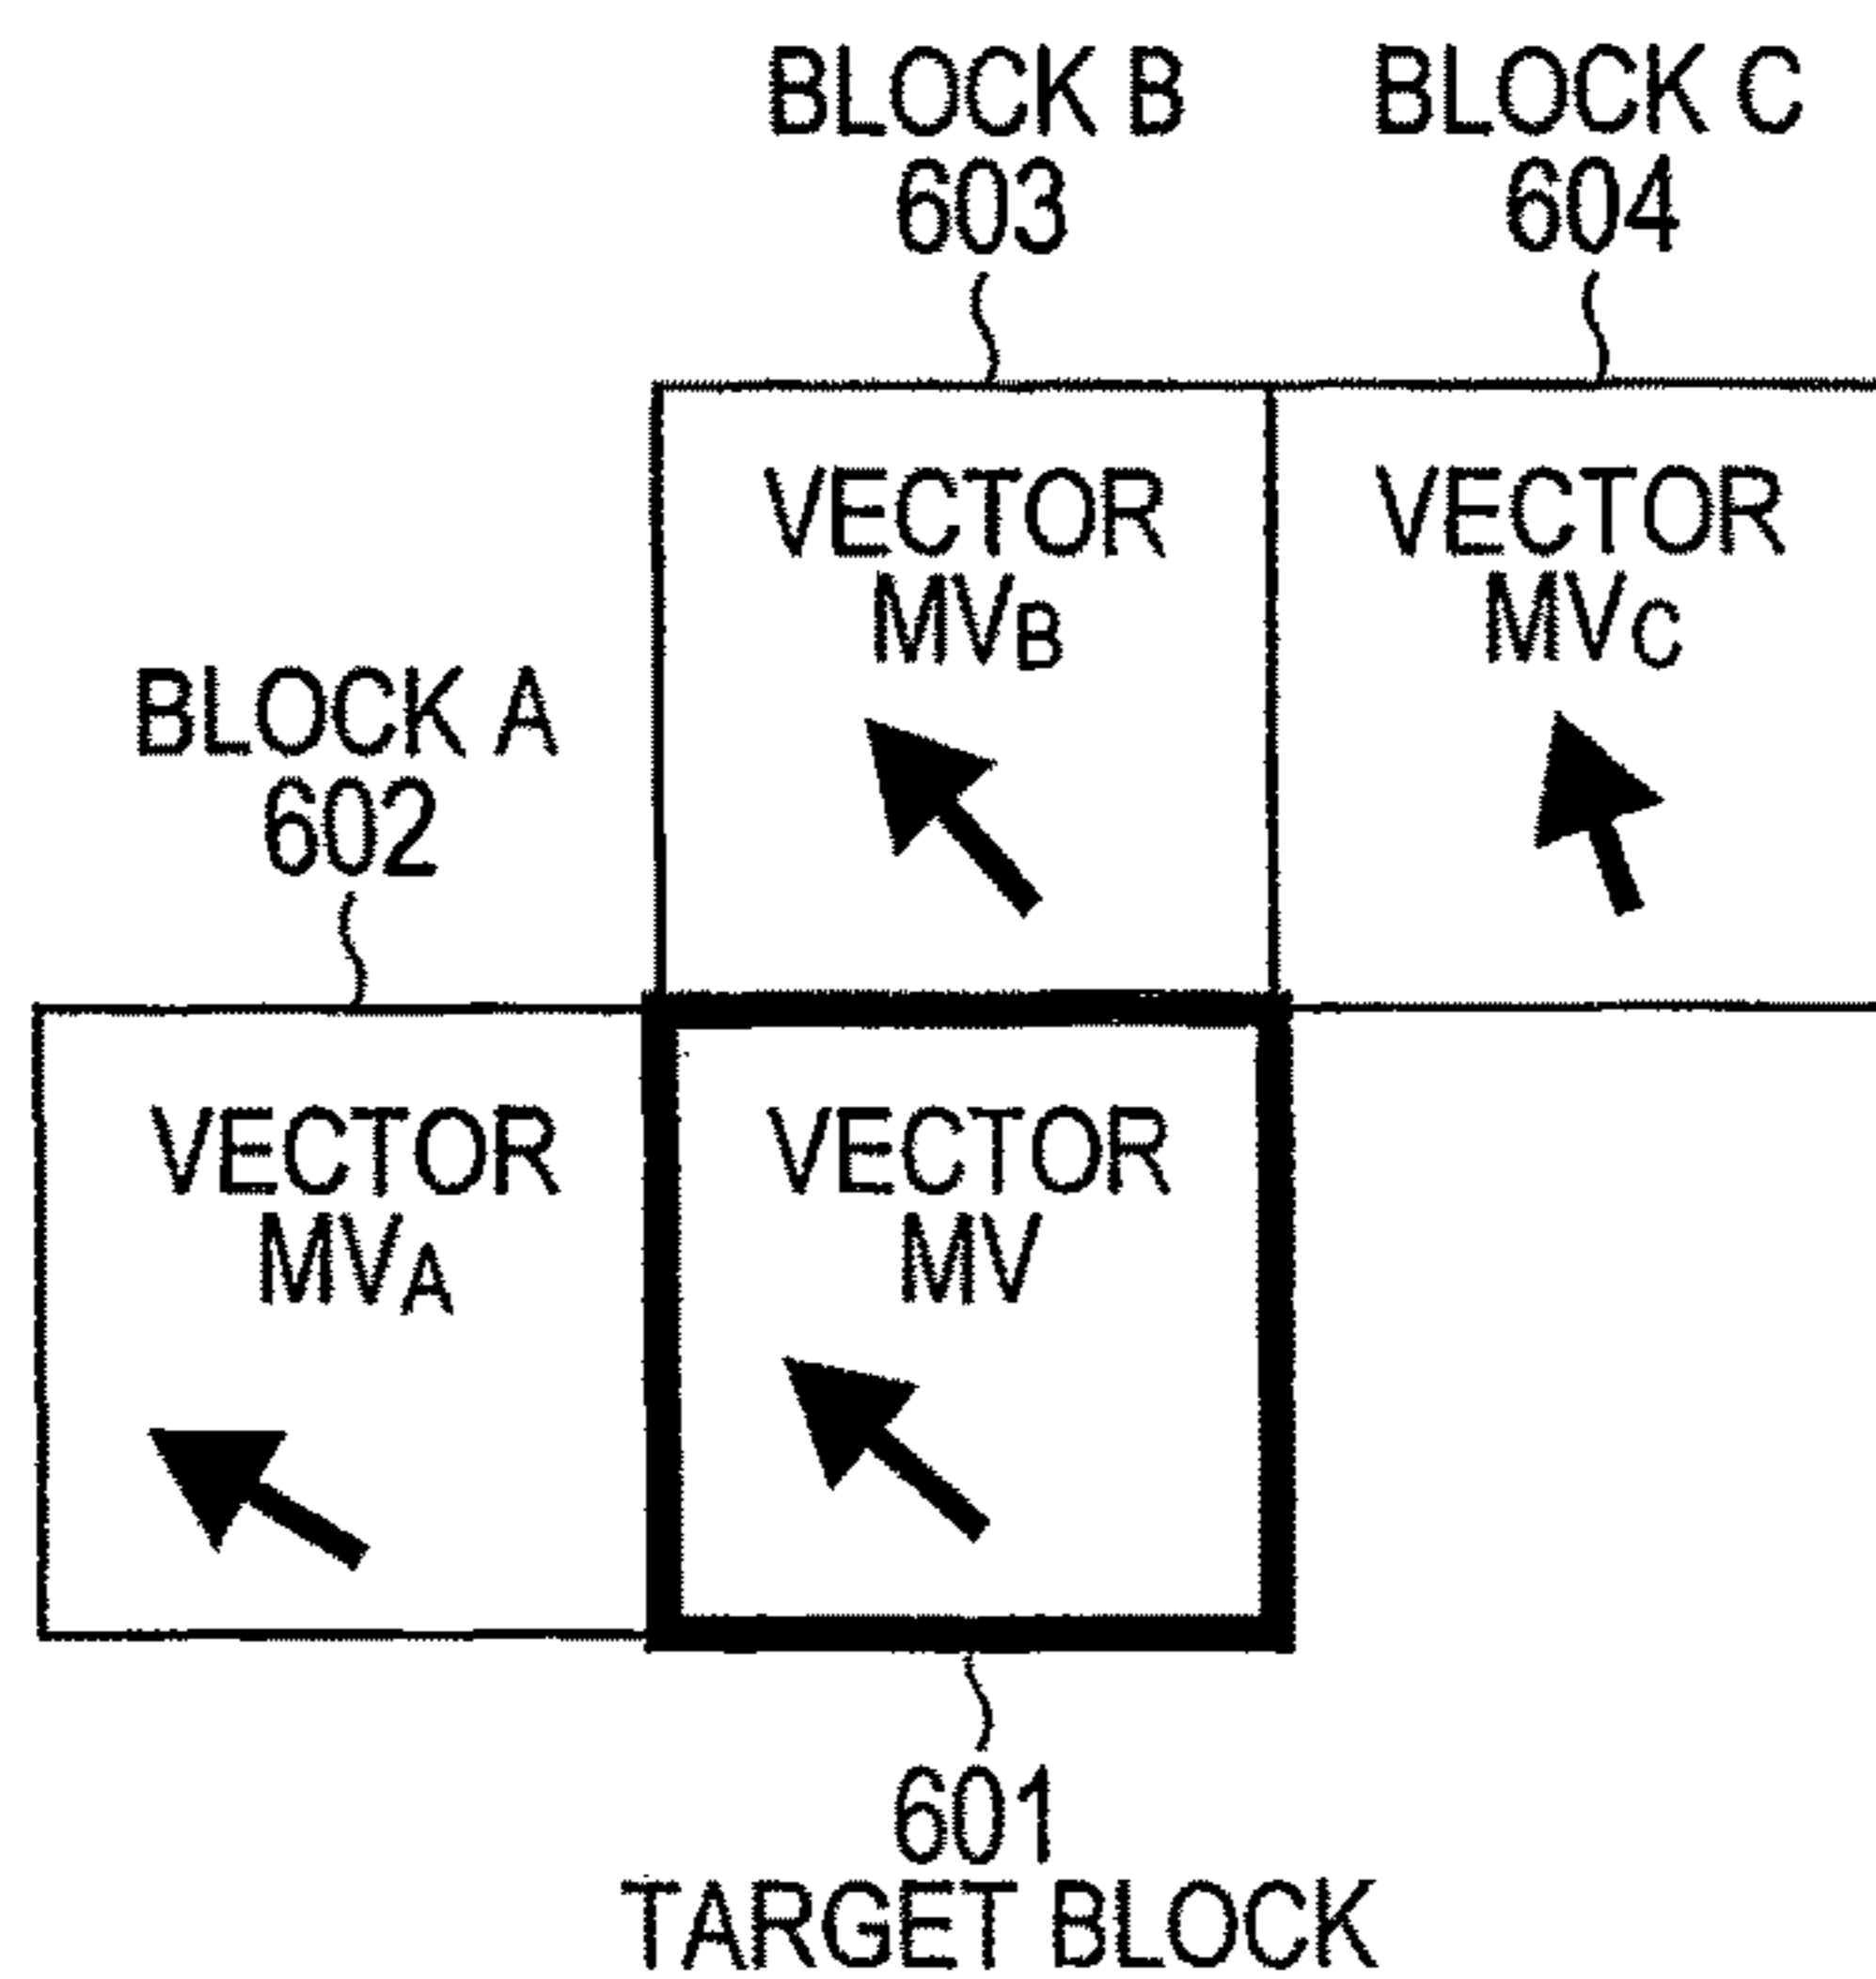 BLOCK B
603
BLOCK C
604
VECTOR
MVB
VECTOR
MVC
BLOCK A
602
VECTOR
MVA
VECTOR
MV
601
TARGET BLOCK